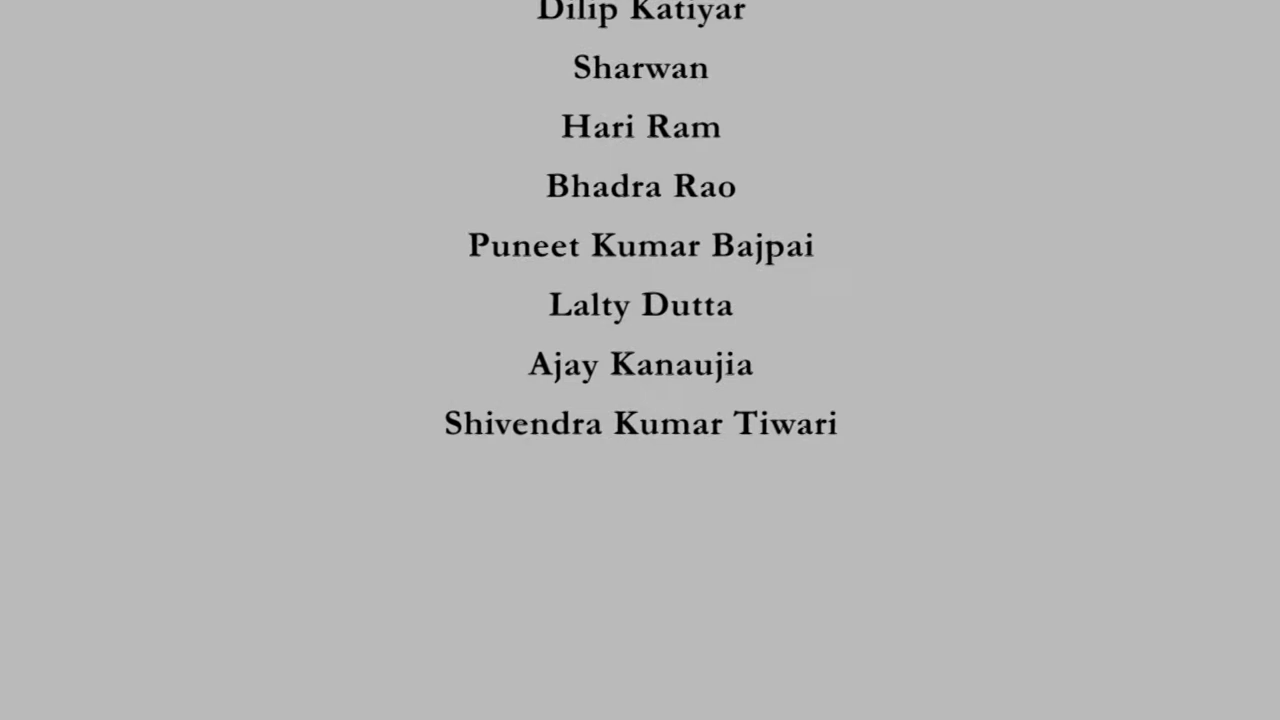 Dilip Katiyar
Sharwan
Hari Ram
Bhadra Rao
Puneet Kumar Bajpai
Lalty Dutta
Ajay Kanaujia
Shivendra Kumar Tiwari